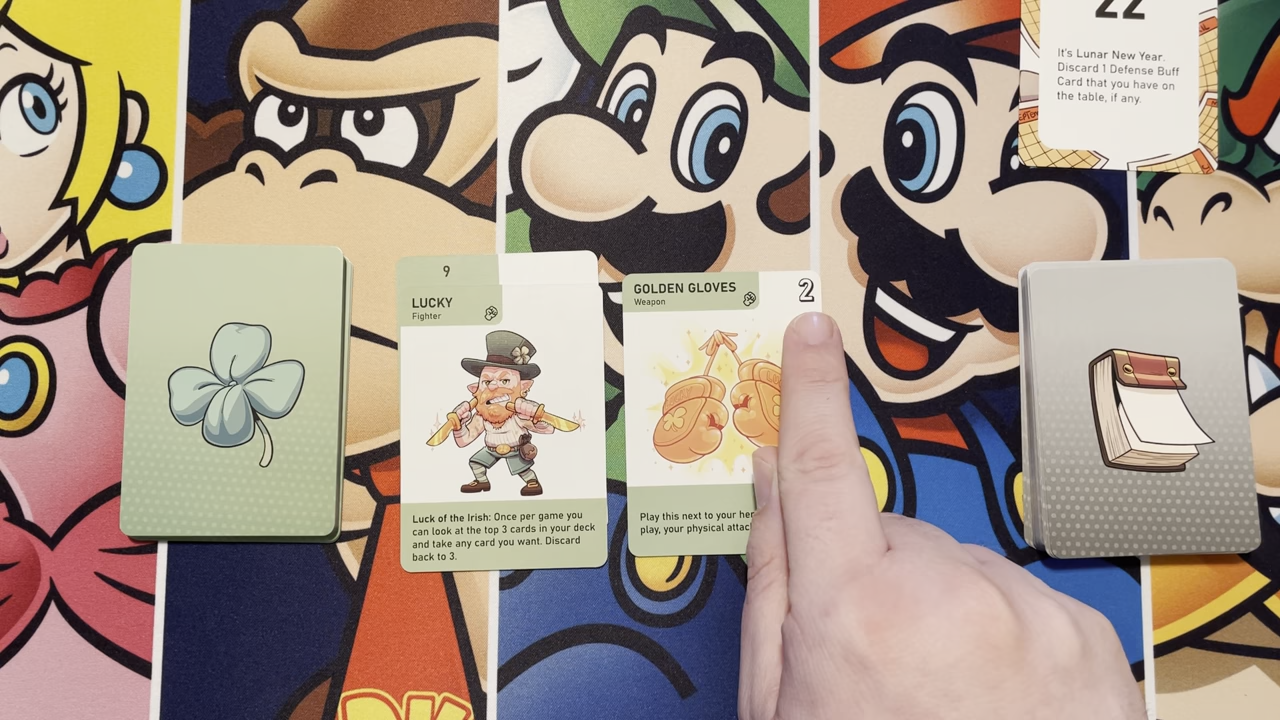 22
It's Lunar New Year.
Discard 1 Defense Buff
Card that you have on
the table, if any.
9
LUCKY
Fighter
Luck of the Irish: Once per game you
can look at the top 3 cards in your deck
and take any card you want. Discard
back to 3.
GOLDEN GLOVES
Weapon
2
Play this next to your
play, your physical
DK